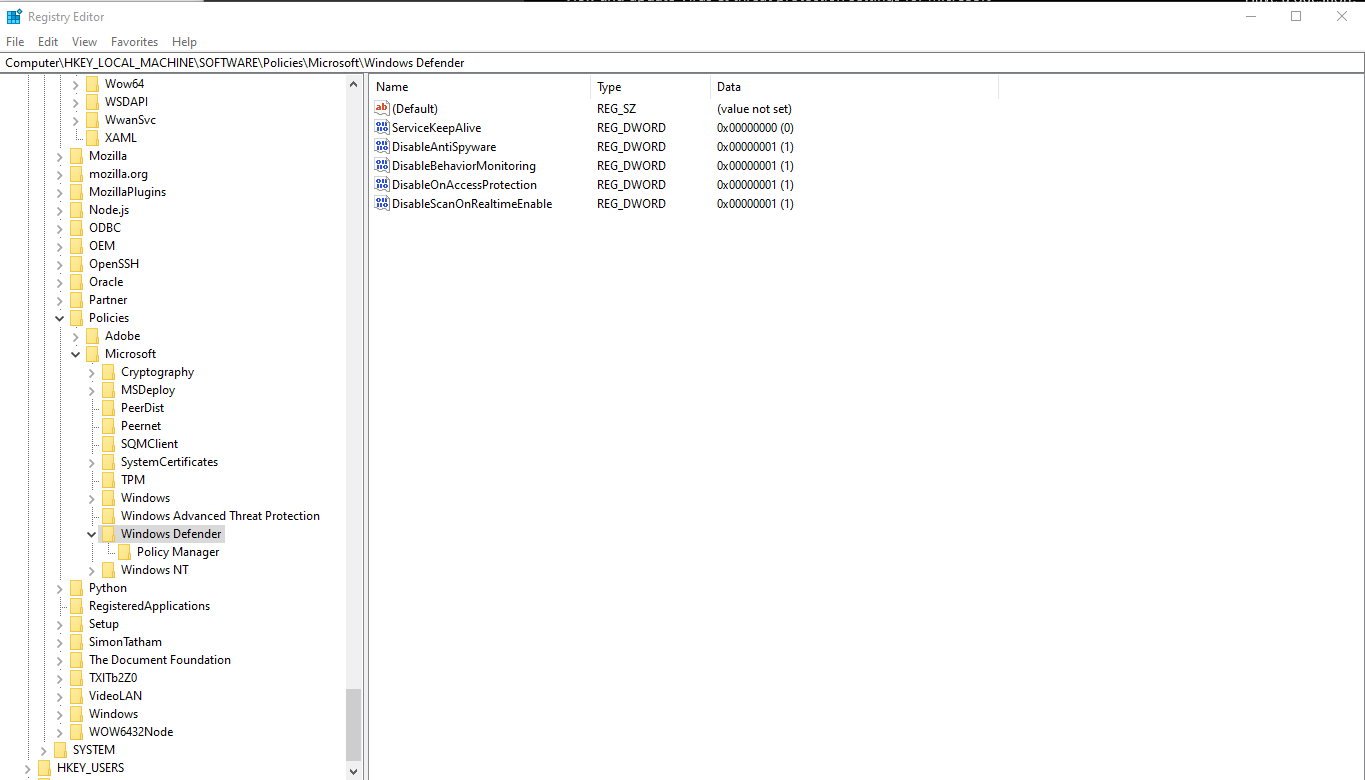 Registry Editor
File Edit View Favorites Help
Computer\HKEY_LOCAL_MACHINE\SOFTWARE\Policies\Microsoft\Windows Defender
Wow64
WSDAPI
WwanSvc
XAML
Mozilla
mozilla.org
MozillaPlugins
Node.js
ODBC
OEM
OpenSSH
Oracle
Partner
Policies
Adobe
Microsoft
Cryptography
MSDeploy
PeerDist
Peernet
SQMClient
SystemCertificates
TPM
Windows
Windows Advanced Threat Protection
Windows Defender
Policy Manager
Windows NT
Python
RegisteredApplications
Setup
SimonTatham
The Document Foundation
TXITb2Z0
VideoLAN
Windows
WOW6432Node
SYSTEM
HKEY_USERS
Name Type Data
(Default) REG_SZ (value not set)
ServiceKeepAlive REG_DWORD 0x00000000 (0)
DisableAntiSpyware REG_DWORD 0x00000001 (1)
DisableBehaviorMonitoring REG_DWORD 0x00000001 (1)
DisableOnAccessProtection REG_DWORD 0x00000001 (1)
DisableScanOnRealtimeEnable REG_DWORD 0x00000001 (1)